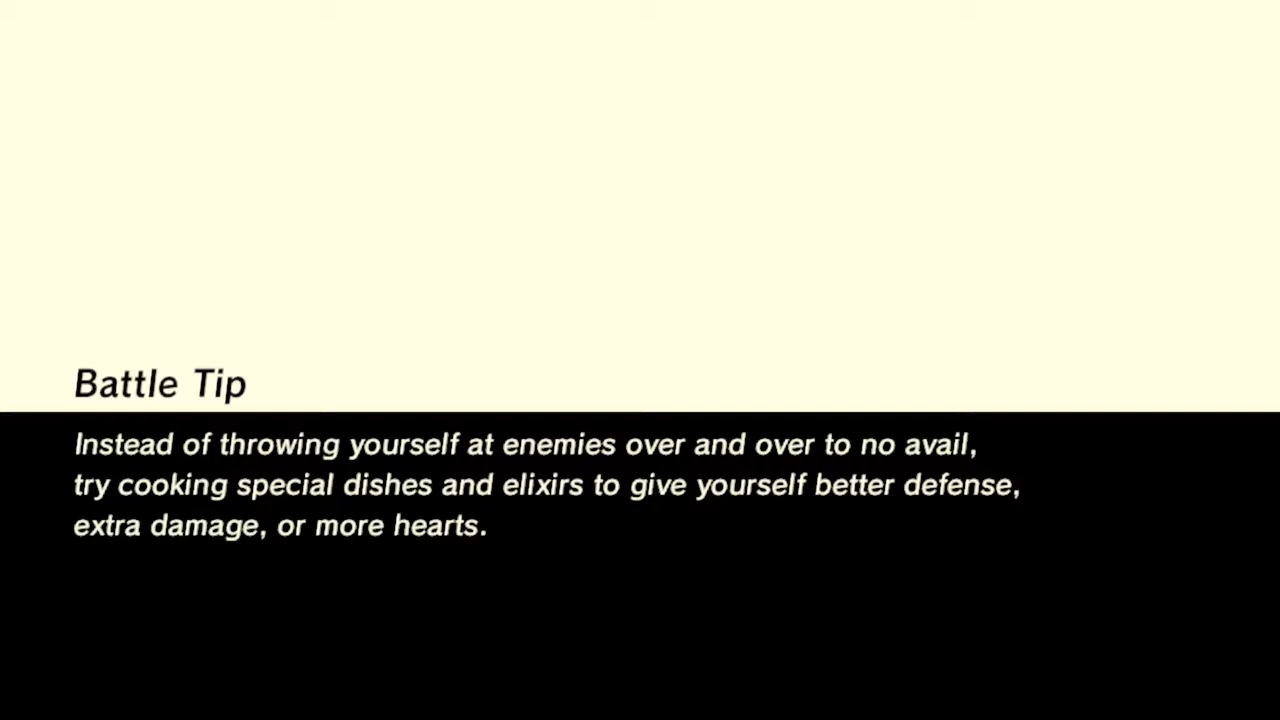 Battle Tip
Instead of throwing yourself at enemies over and over to no avail,
try cooking special dishes and elixirs to give yourself better defense,
extra damage, or more hearts.